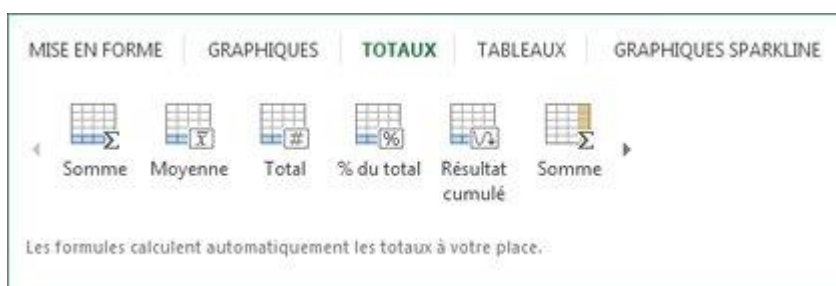 MISE EN FORME GRAPHIQUES TOTAUX TABLEAUX GRAPHIQUES SPARKLINE
Somme Moyenne Total % du total Résultat cumulé Somme
Les formules calculent automatiquement les totaux à votre place.